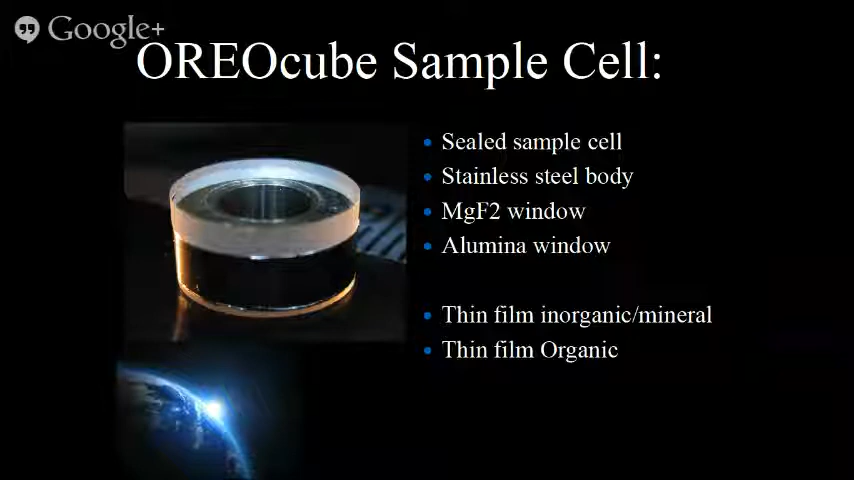 Google+
OREOcube Sample Cell:
Sealed sample cell
Stainless steel body
MgF2 window
Alumina window
Thin film inorganic/mineral
Thin film Organic